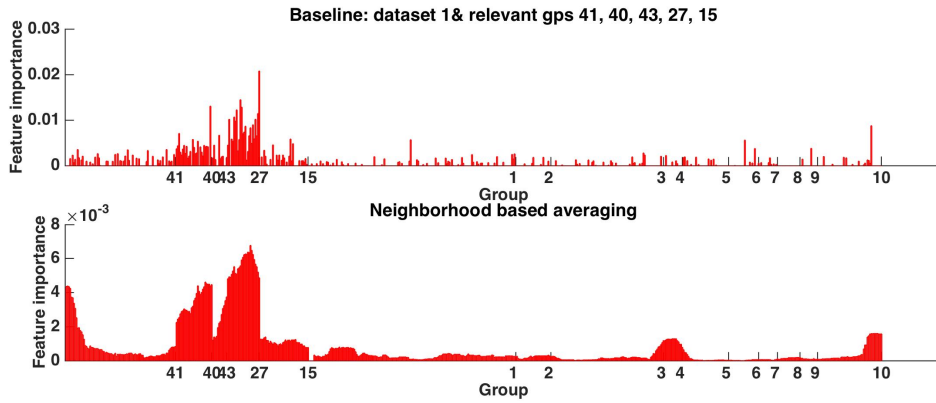 Baseline: dataset 1& relevant gps 41, 40, 43, 27, 15
Feature importance
0.03
0.02
0.01
0
41 40 43 27 15 1 2 3 4 5 6 7 8 9 10
Group
Neighborhood based averaging
×10⁻³
Feature importance
8
6
4
2
0
41 40 43 27 15 1 2 3 4 5 6 7 8 9 10
Group